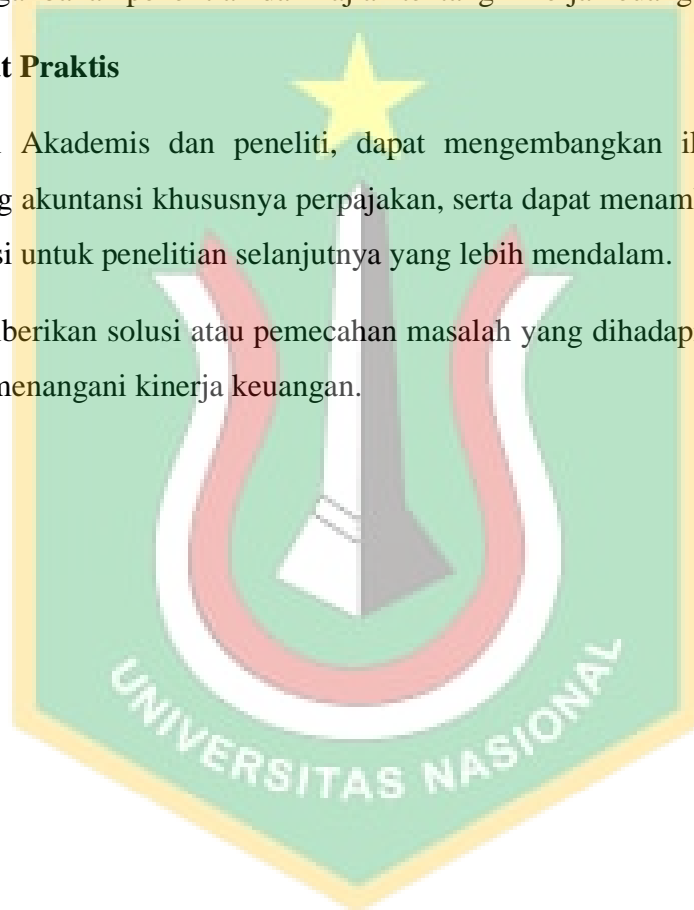 t Praktis
Akademis dan peneliti, dapat mengembangkan il
g akuntansi khususnya perpajakan, serta dapat menam
si untuk penelitian selanjutnya yang lebih mendalam.
berikan solusi atau pemecahan masalah yang dihadap
menangani kinerja keuangan.
UNIVERSITAS NASIONAL